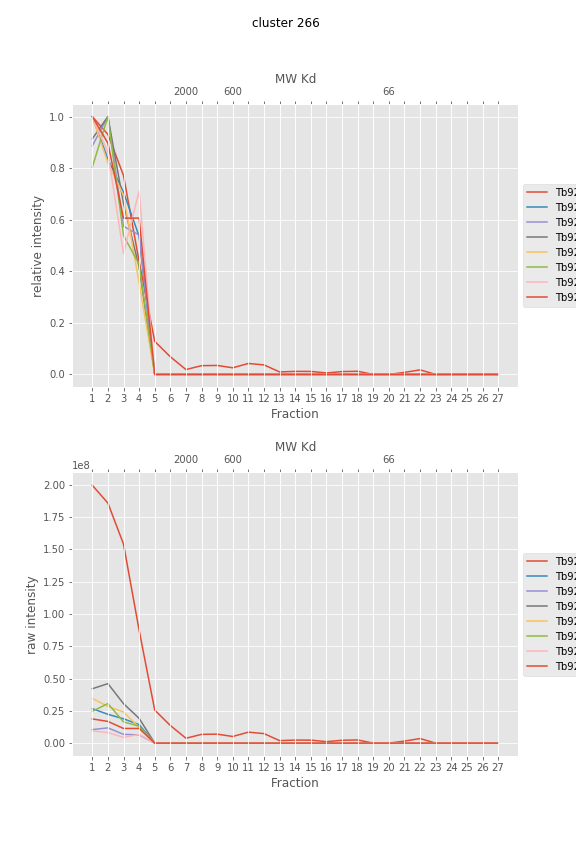 cluster 266
MW Kd
2000 600 66
1.0
0.8
0.6
0.4
0.2
0.0
relative intensity
1 2 3 4 5 6 7 8 9 10 11 12 13 14 15 16 17 18 19 20 21 22 23 24 25 26 27
Fraction
Tb92
Tb92
Tb92
Tb92
Tb92
Tb92
Tb92
Tb92
MW Kd
2000 600 66
1e8
2.00
1.75
1.50
1.25
1.00
0.75
0.50
0.25
0.00
raw intensity
1 2 3 4 5 6 7 8 9 10 11 12 13 14 15 16 17 18 19 20 21 22 23 24 25 26 27
Fraction
Tb92
Tb92
Tb92
Tb92
Tb92
Tb92
Tb92
Tb92